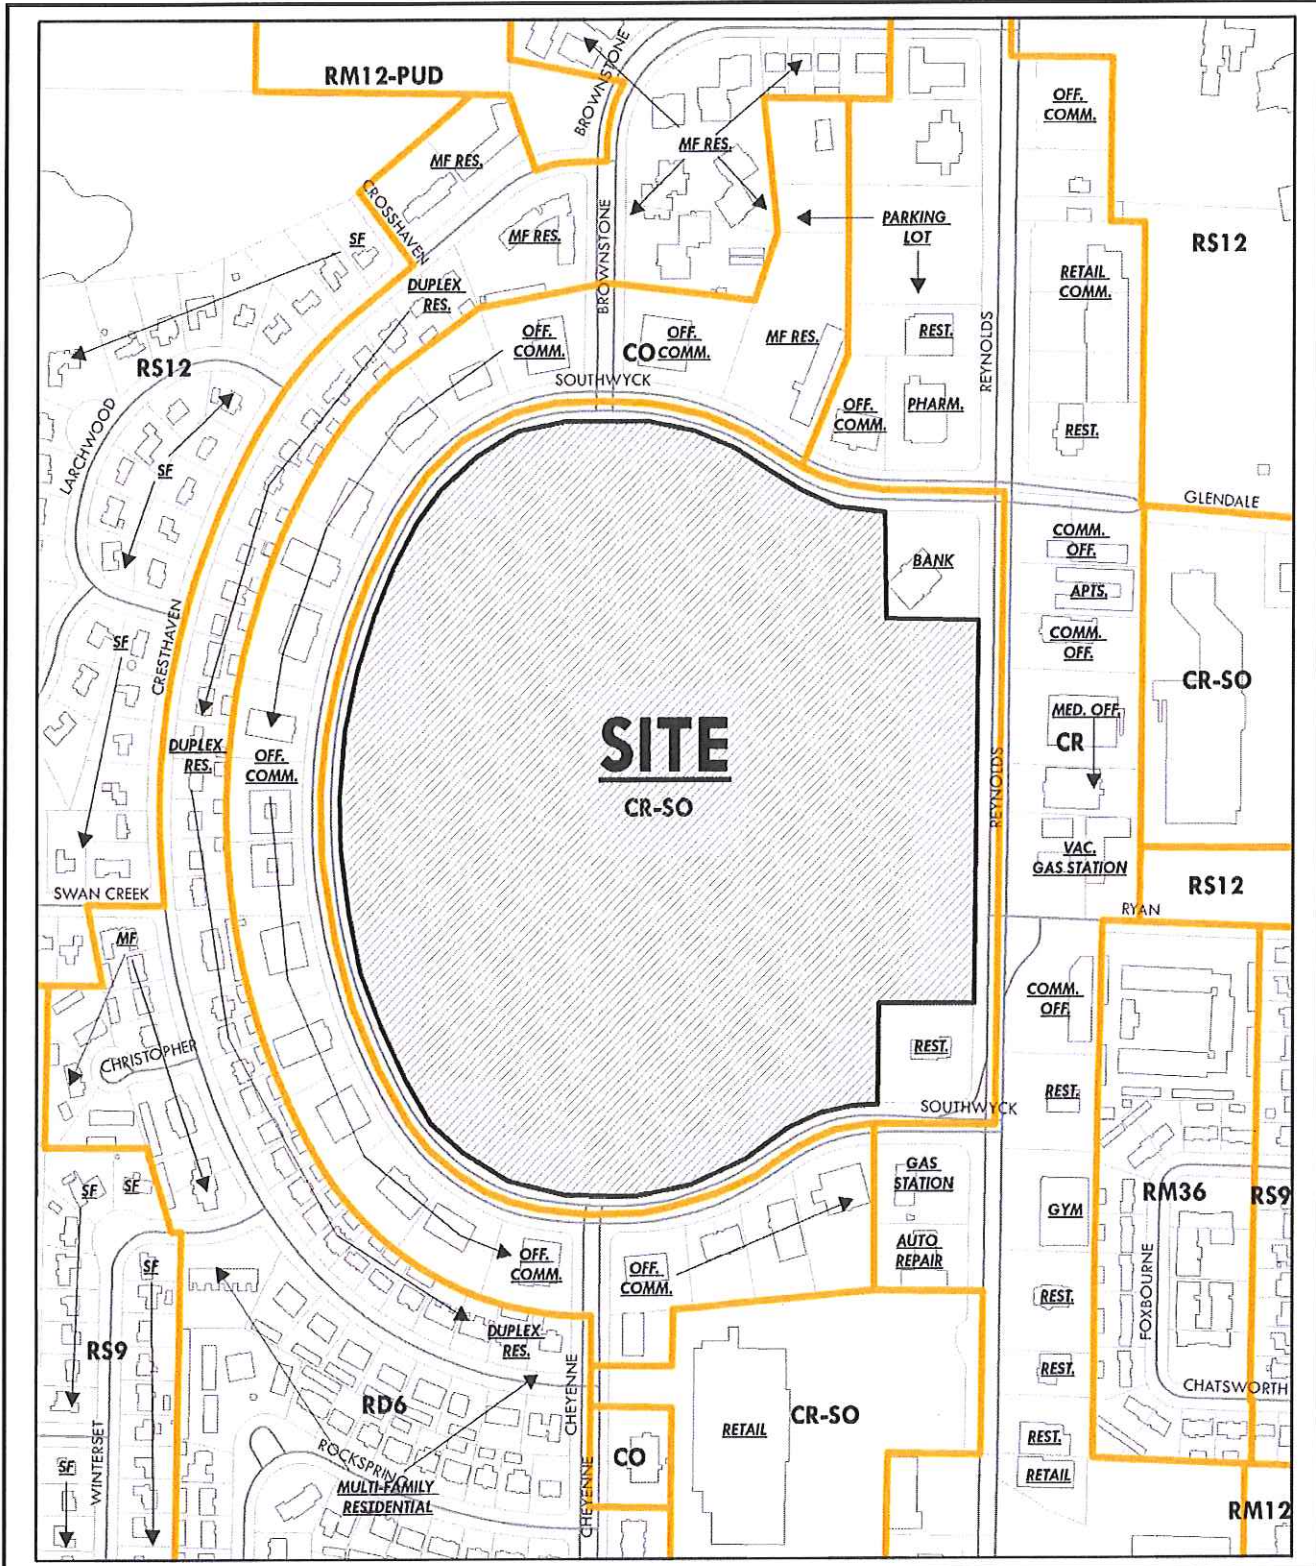 RM12-PUD
BROWNSTONE
OFF.
COMM.
MF RES.
MF RES.
CROSSHAVEN
BROWNSTONE
PARKING
LOT
SF
MF RES.
RS12
DUPLEX
RES.
RETAIL
COMM.
OFF.
COMM.
CO
OFF.
COMM.
MF RES.
REST.
REYNOLDS
RS12
SOUTHWYCK
OFF.
COMM.
PHARM.
REST.
LARCHWOOD
SF
GLENDALE
COMM.
OFF.
BANK
APTS.
CRESTHAVEN
SF
COMM.
OFF.
CR-SO
SITE
CR-SO
MED. OFF.
CR
DUPLEX
RES.
OFF.
COMM.
REYNOLDS
VAC.
GAS STATION
RS12
SWAN CREEK
RYAN
MF
COMM.
OFF.
CHRISTOPHER
REST.
REST.
SOUTHWYCK
GAS
STATION
SF
SF
RM36
RS9
GYM
AUTO
REPAIR
SF
OFF.
COMM.
OFF.
COMM.
REST.
FOXBOURNE
DUPLEX
RES.
RS9
REST.
CHEYENNE
CHATSWORTH
RD6
CR-SO
RETAIL
REST.
WINTERSET
SF
ROCKSPRING
CO
RETAIL
MULTI-FAMILY
RESIDENTIAL
CHEYENNE
RM12